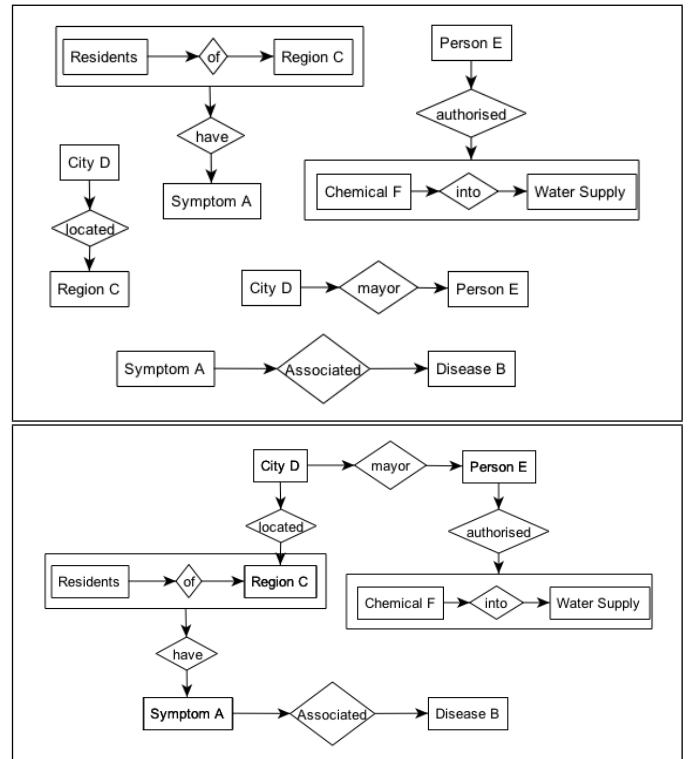 Residents
of
Region C
have
Symptom A
Person E
authorised
Chemical F
into
Water Supply
City D
located
Region C
City D
mayor
Person E
Symptom A
Associated
Disease B
City D
mayor
Person E
located
authorised
Residents
of
Region C
Chemical F
into
Water Supply
have
Symptom A
Associated
Disease B